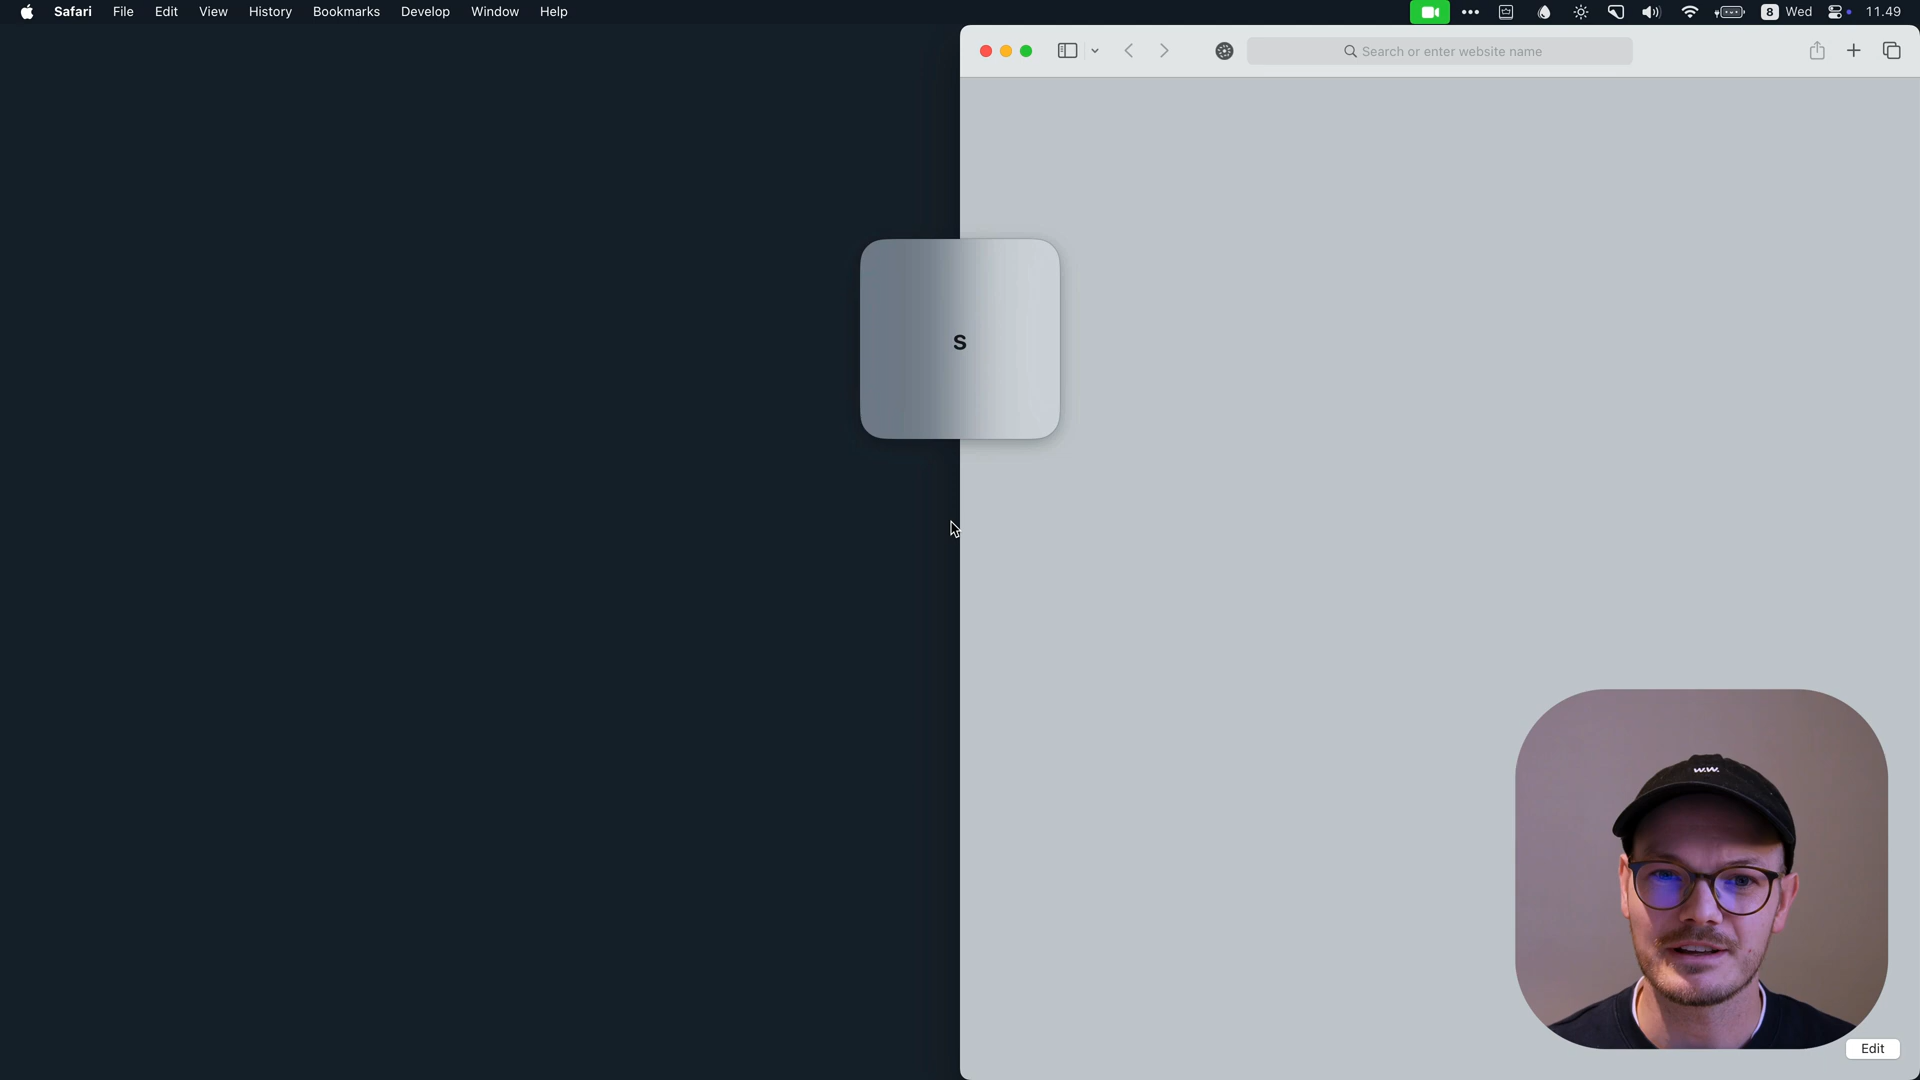 Safari File Edit View History Bookmarks Develop Window Help
8 Wed 11.49
Search or enter website name
S
w.w.
Edit